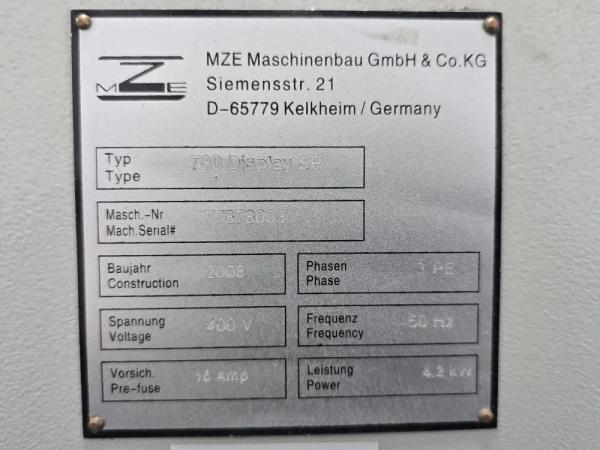 MZE
MZE Maschinenbau GmbH & Co.KG
Siemensstr. 21
D-65779 Kelkheim / Germany
Typ
Type
780 Display SP
Masch.-Nr
Mach.Serial#
Baujahr
Construction
2008
Phasen
Phase
3 PE
Spannung
Voltage
400 V
Frequenz
Frequency
50 Hz
Vorsich.
Pre-fuse
16 Amp
Leistung
Power
4.2 kW